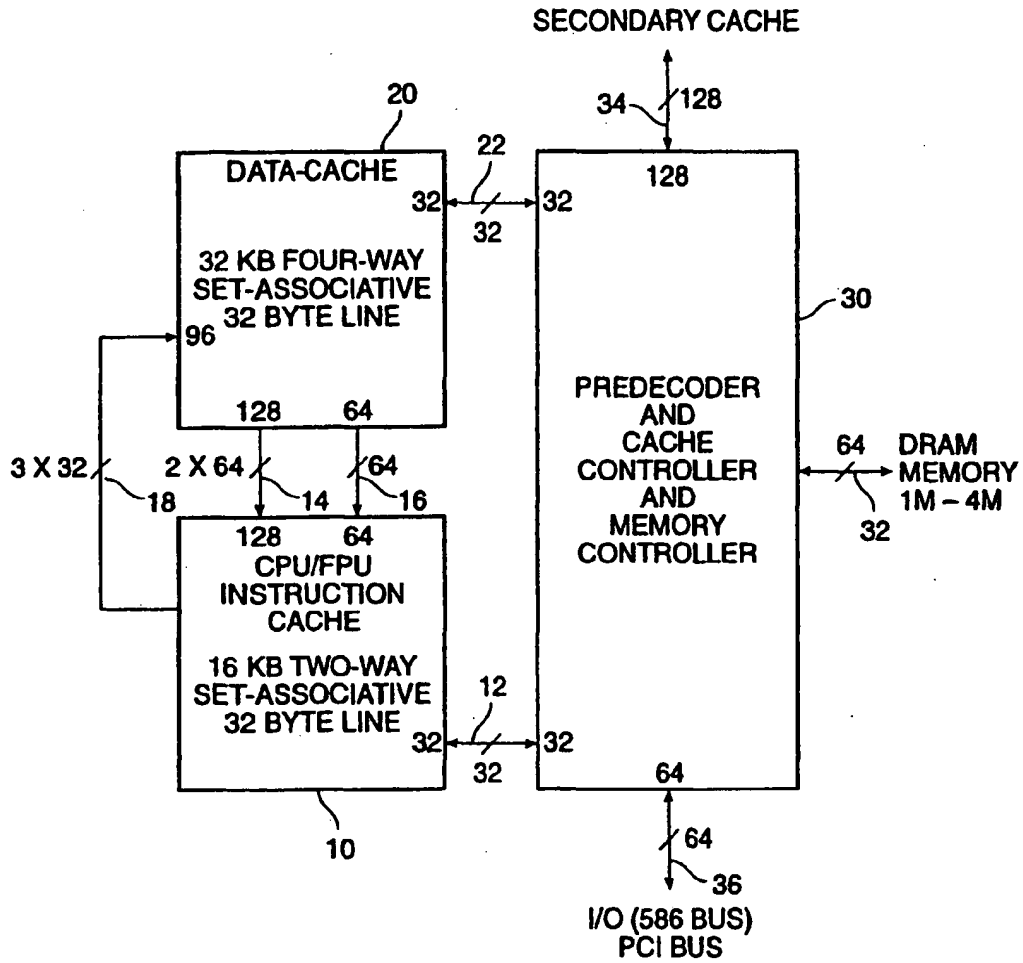 SECONDARY CACHE
34
128
20
DATA-CACHE
22
128
32
32
32
32 KB FOUR-WAY
SET-ASSOCIATIVE
32 BYTE LINE
30
96
PREDECODER
AND
CACHE
CONTROLLER
AND
MEMORY
CONTROLLER
128
64
3 X 32
18
2 X 64
14
64
16
64
32
DRAM
MEMORY
1M – 4M
128
64
CPU/FPU
INSTRUCTION
CACHE
16 KB TWO-WAY
SET-ASSOCIATIVE
32 BYTE LINE
12
32
32
32
64
10
64
36
I/O (586 BUS)
PCI BUS